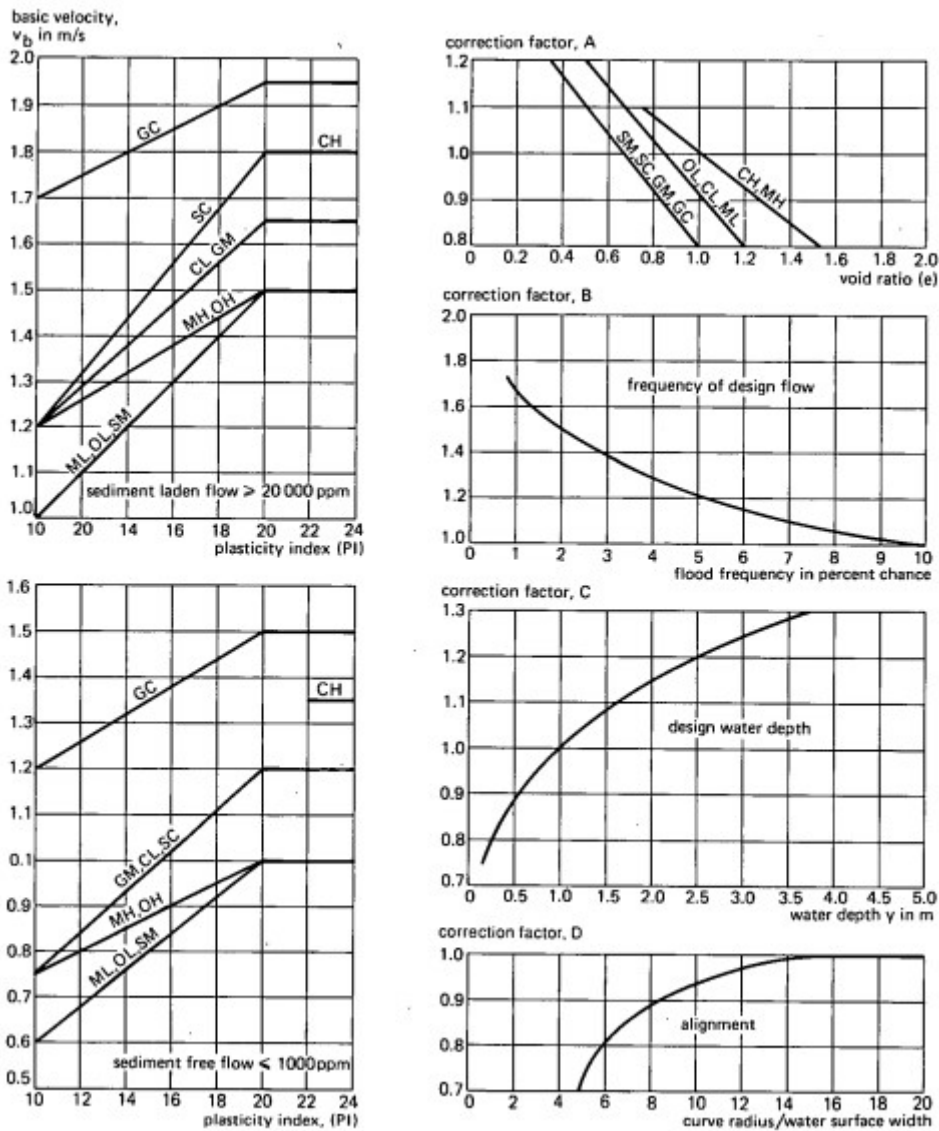 basic velocity,
v_b in m/s
2.0
1.9
1.8
1.7
1.6
1.5
1.4
1.3
1.2
1.1
1.0
GC
CH
SC
CL, GM
MH,OH
ML,OL,SM
sediment laden flow ⩾ 20 000 ppm
10 20 14 16 18 20 22 24
plasticity index (PI)
1.6
1.5
1.4
1.3
1.2
1.1
0.1
0.9
0.8
0.7
0.6
0.5
GC
CH
GM,CL,SC
MH,OH
ML,OL,SM
sediment free flow ⩽ 1000ppm
10 12 14 16 18 20 22 24
plasticity index, (PI)
correction factor, A
1.2
1.1
1.0
0.9
0.8
SM,SC,GM,GC
OL,CL,ML
CH,MH
0 0.2 0.4 0.6 0.8 1.0 1.2 1.4 1.6 1.8 2.0
void ratio (e)
correction factor, B
2.0
1.8
1.6
1.4
1.2
1.0
frequency of design flow
0 1 2 3 4 5 6 7 8 9 10
flood frequency in percent chance
correction factor, C
1.3
1.2
1.1
1.0
0.9
0.8
0.7
design water depth
0 0.5 1.0 1.5 2.0 2.5 3.0 3.5 4.0 4.5 5.0
water depth y in m
correction factor, D
1.0
0.9
0.8
0.7
alignment
0 2 4 6 8 10 12 14 16 18 20
curve radius/water surface width